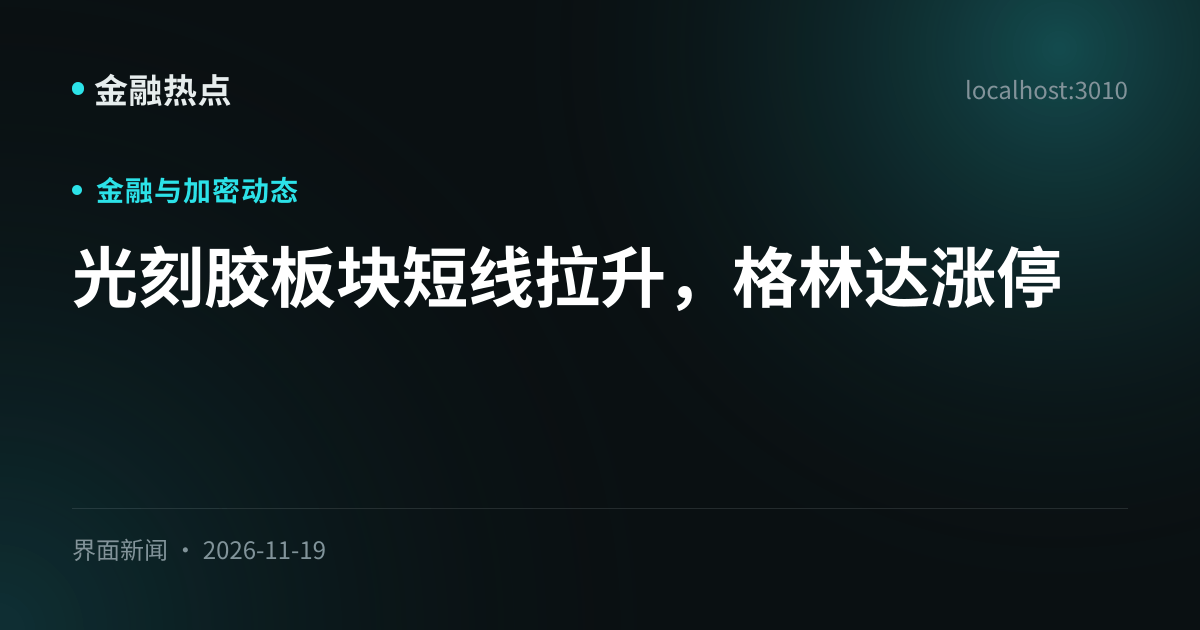 金融热点
localhost:3010
金融与加密动态
光刻胶板块短线拉升，格林达涨停
界面新闻 · 2026-11-19